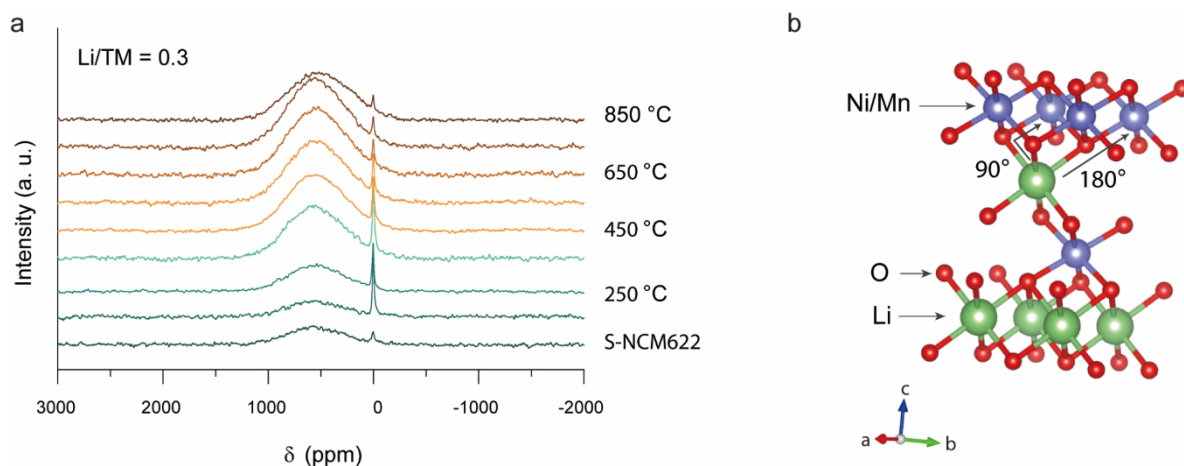 a
Li/TM = 0.3
Intensity (a. u.)
850 °C
650 °C
450 °C
250 °C
S-NCM622
3000 2000 1000 0 -1000 -2000
δ (ppm)
b
Ni/Mn
90°
180°
O
Li
c
a
b